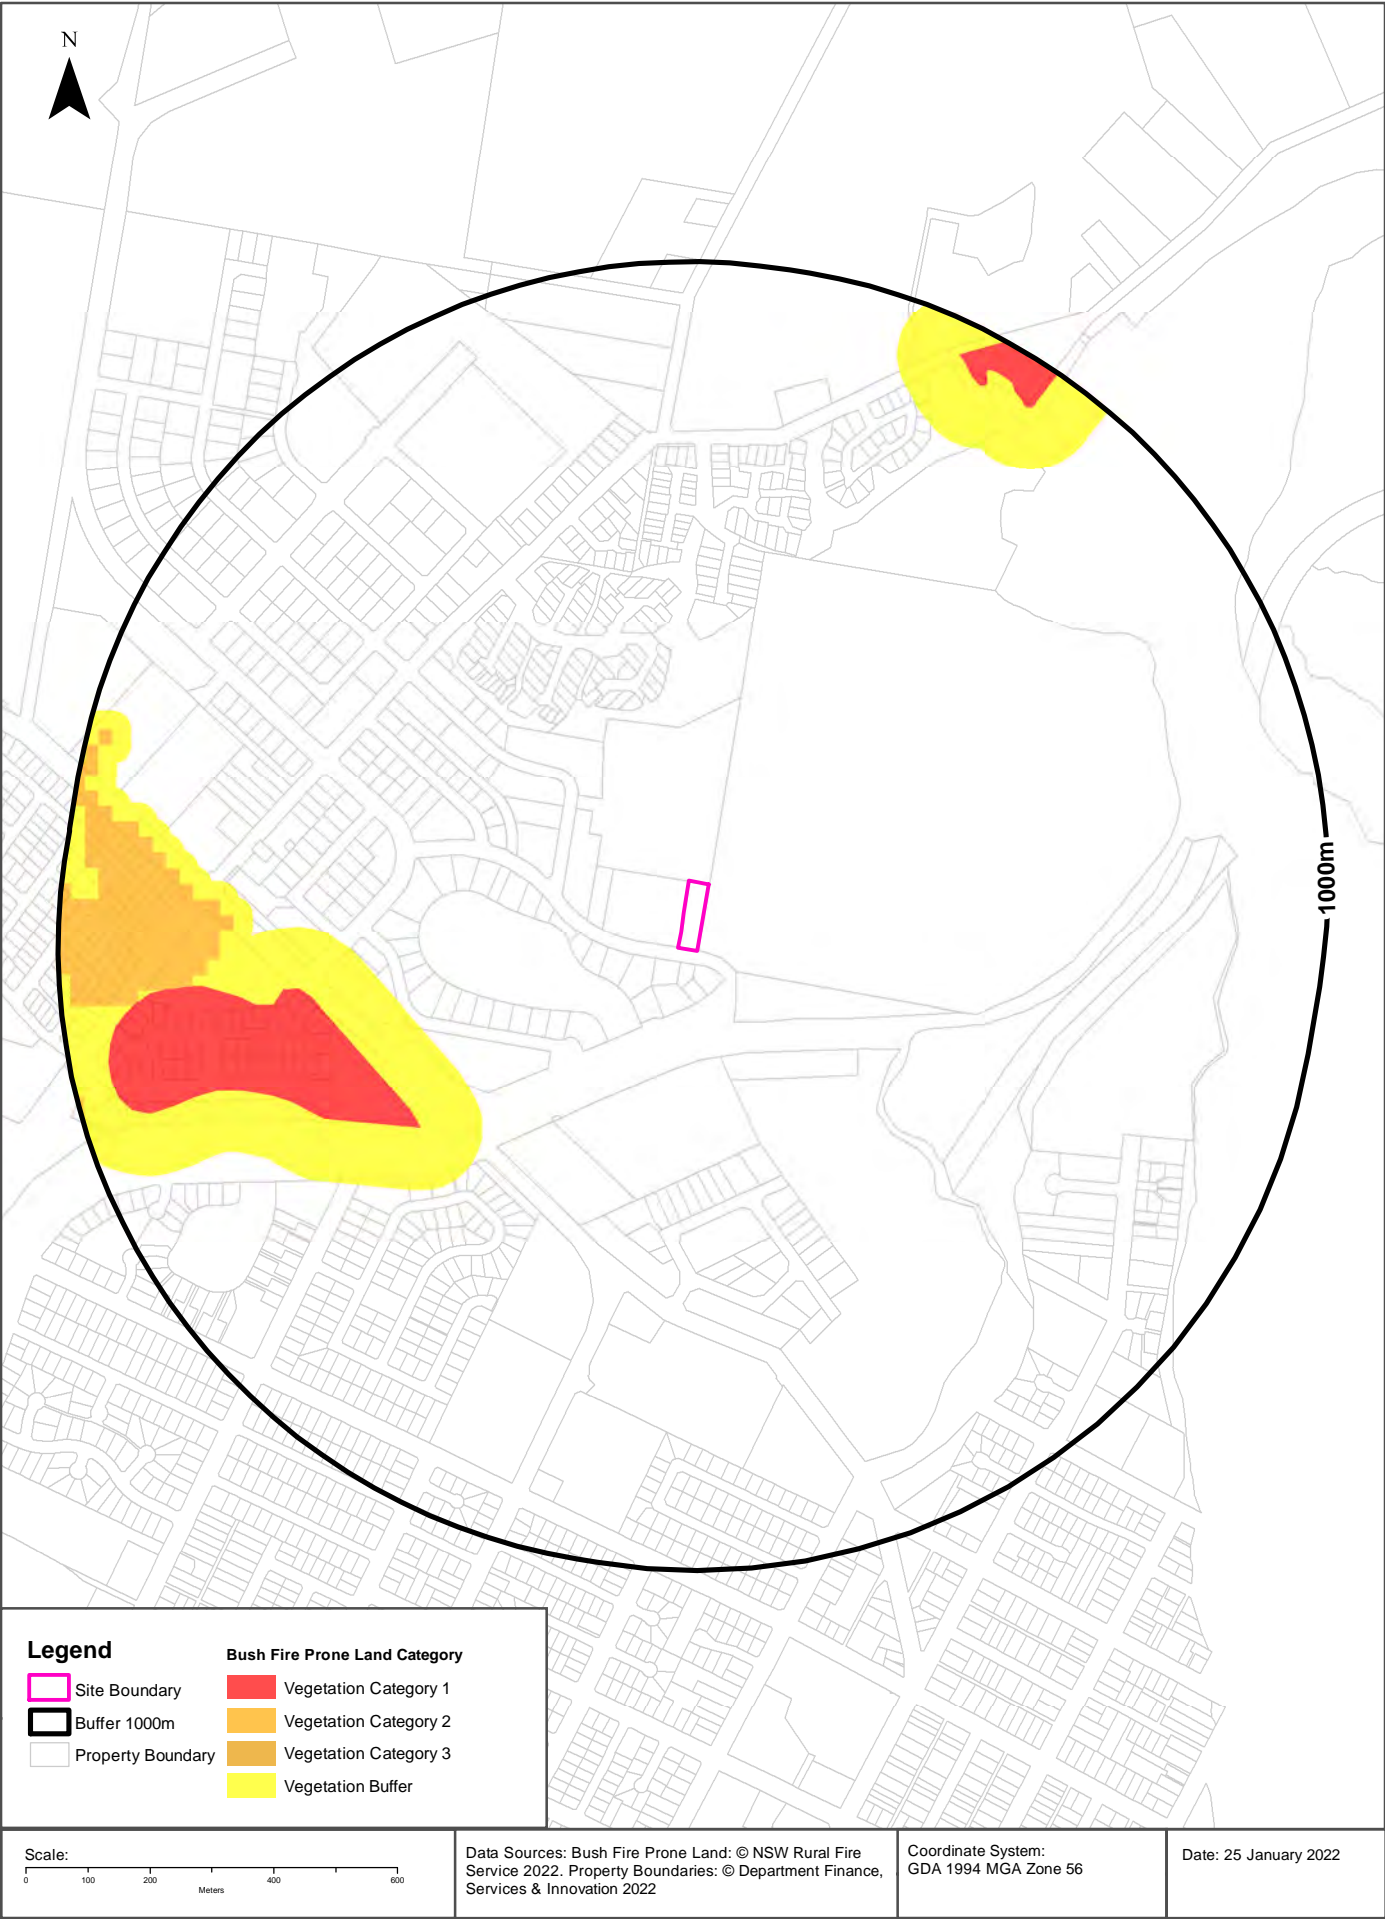 N
1000m
Legend
Site Boundary
Buffer 1000m
Property Boundary
Bush Fire Prone Land Category
Vegetation Category 1
Vegetation Category 2
Vegetation Category 3
Vegetation Buffer
Scale:
0 100 200 400 600
Meters
Data Sources: Bush Fire Prone Land: © NSW Rural Fire
Service 2022. Property Boundaries: © Department Finance,
Services & Innovation 2022
Coordinate System:
GDA 1994 MGA Zone 56
Date: 25 January 2022